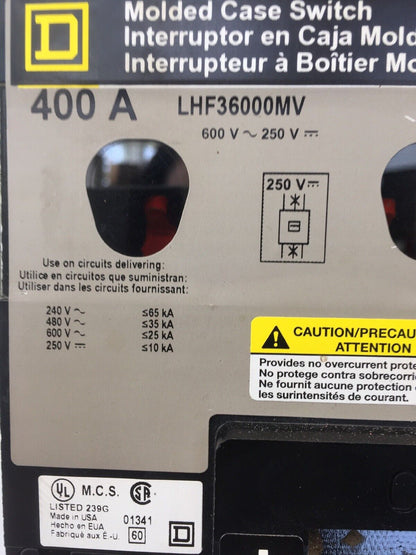 Molded Case Switch
Interruptor en Caja
Interrupteur à Boîtier
400 A LHF36000MV
600 V ~ 250 V ⎓
250 V ⎓
Use on circuits delivering:
Utilice en circuitos que suministran:
Utiliser dans les circuits fournissant:
240 V ~ ≤65 kA
480 V ~ ≤35 kA
600 V ~ ≤25 kA
250 V ⎓ ≤10 kA
CAUTION/PRECAU
ATTENTION
Provides no overcurrent prote
No protege contra sobrecorrie
Ne fournit aucune protection
les surintensités de courant.
UL M.C.S. SA
LISTED 239G
Made in USA 01341
Hecho en EUA 60
Fabriqué aux É.-U. D